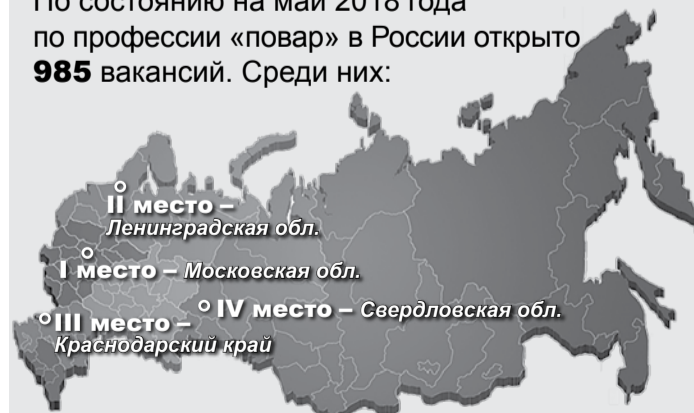 По состоянию на май 2018 года
по профессии «повар» в России открыто
985 вакансий. Среди них:
II место –
Ленинградская обл.
I место – Московская обл.
IV место – Свердловская обл.
III место –
Краснодарский край